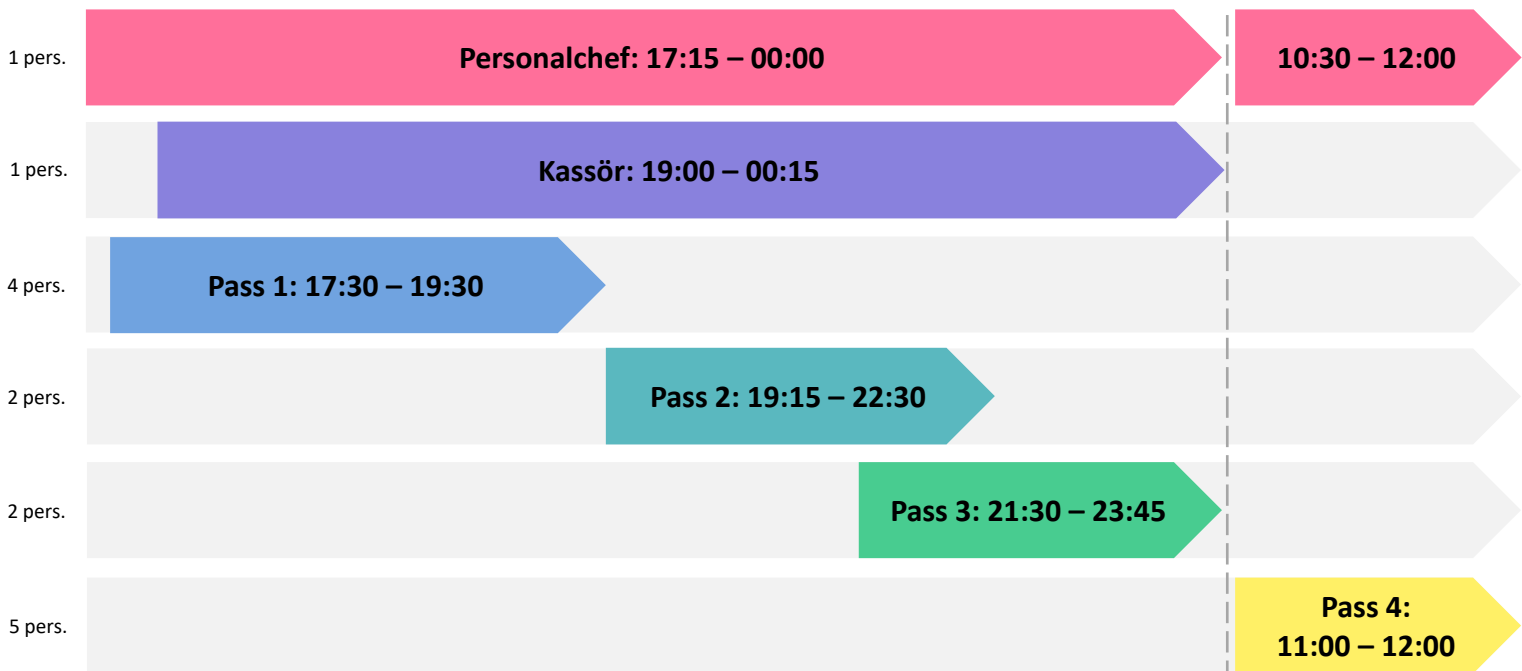 1 pers.
Personalchef: 17:15 – 00:00
10:30 – 12:00
1 pers.
Kassör: 19:00 – 00:15
4 pers.
Pass 1: 17:30 – 19:30
2 pers.
Pass 2: 19:15 – 22:30
2 pers.
Pass 3: 21:30 – 23:45
5 pers.
Pass 4:
11:00 – 12:00